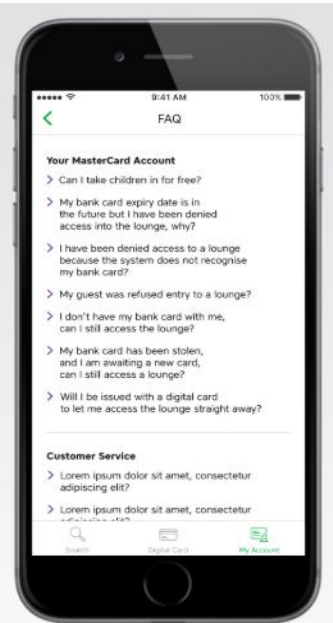 9:41 AM
100%
FAQ
Your MasterCard Account
Can I take children in for free?
My bank card expiry date is in
the future but I have been denied
access into the lounge, why?
I have been denied access to a lounge
because the system does not recognise
my bank card?
My guest was refused entry to a lounge?
I don't have my bank card with me,
can I still access the lounge?
My bank card has been stolen,
and I am awaiting a new card,
can I still access a lounge?
Will I be issued with a digital card
to let me access the lounge straight away?
Customer Service
Lorem ipsum dolor sit amet, consectetur
adipiscing elit?
Lorem ipsum dolor sit amet, consectetur
Search
Digital Card
My Account